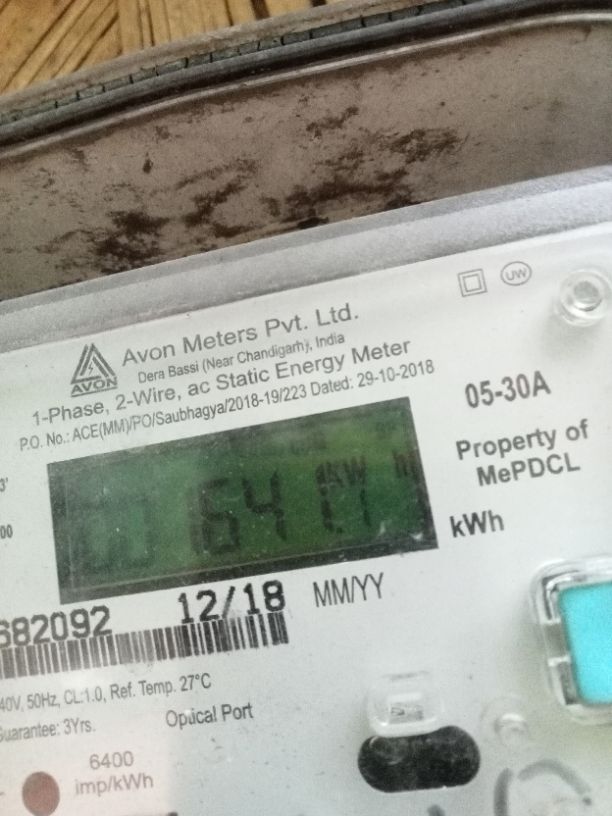 UW
AVON
Avon Meters Pvt. Ltd.
Dera Bassi (Near Chandigarh), India
1-Phase, 2-Wire, ac Static Energy Meter
P.O. No.: ACE(MM)/PO/Saubhagya/2018-19/223 Dated: 29-10-2018
05-30A
Property of
MePDCL
kWh
682092
12/18 MM/YY
40V, 50Hz, CL:1.0, Ref. Temp. 27°C
Guarantee: 3Yrs.
Optical Port
6400
imp/kWh